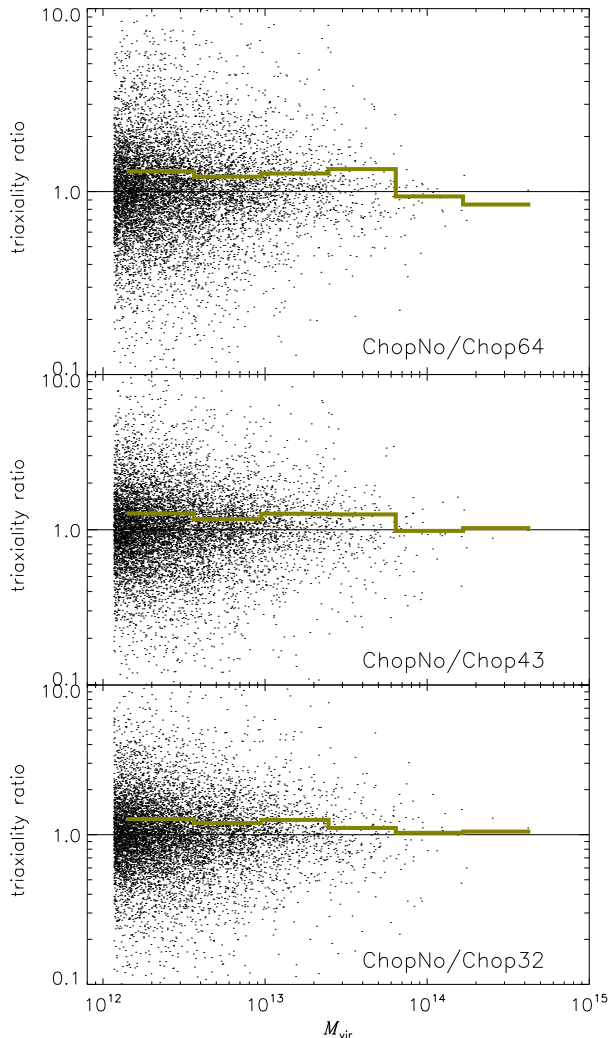 10.0
triaxiality ratio
1.0
ChopNo/Chop64
0.1
10.0
triaxiality ratio
1.0
ChopNo/Chop43
0.1
10.0
triaxiality ratio
1.0
ChopNo/Chop32
0.1
10¹² 10¹³ 10¹⁴ 10¹⁵
M_vir